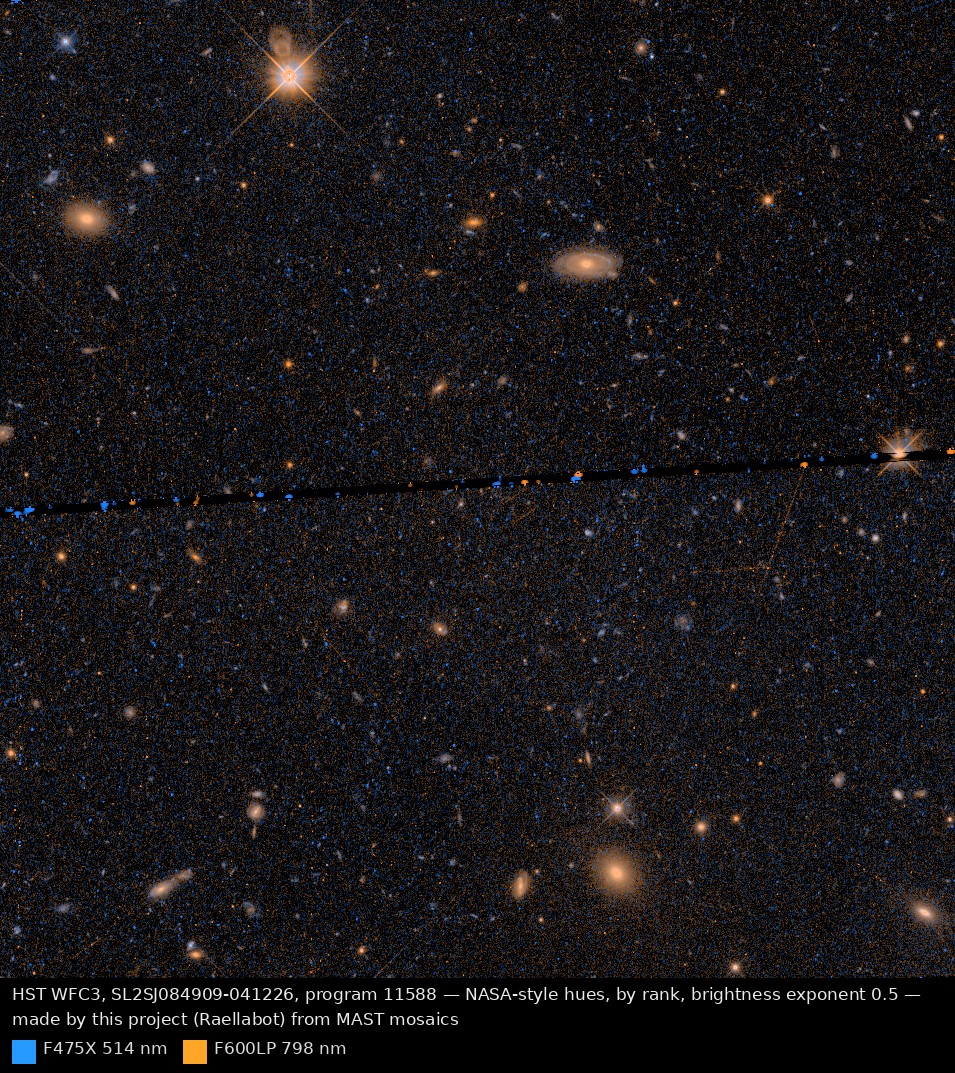 HST WFC3, SL2SJ084909-041226, program 11588 — NASA-style hues, by rank, brightness exponent 0.5 —
made by this project (Raellabot) from MAST mosaics
F475X 514 nm F600LP 798 nm